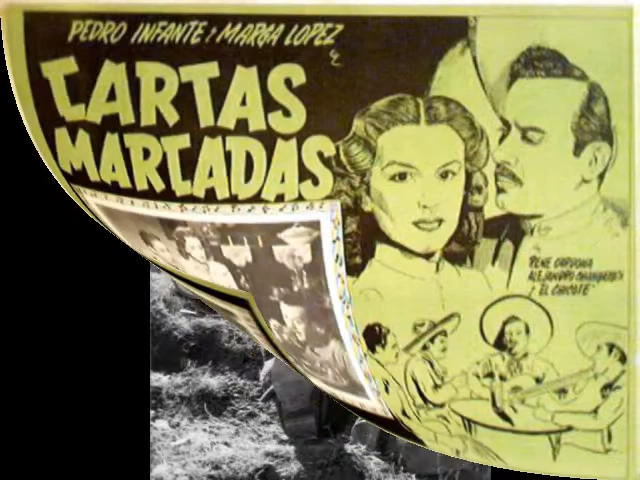 PEDRO INFANTE Y MARGA LOPEZ
CARTAS
MARCADAS
RENE CARDONA
ALEJANDRO CIANGHEROTTI
Y EL CHICOTE